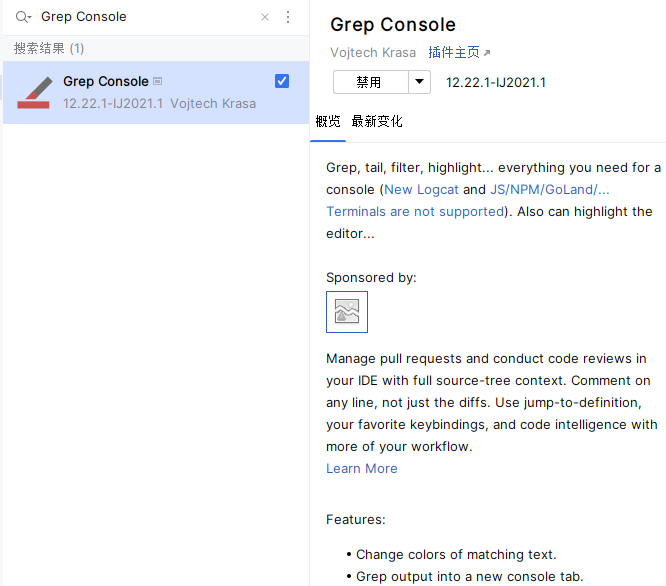 Grep Console
搜索结果 (1)
Grep Console
12.22.1-IJ2021.1 Vojtech Krasa
Grep Console
Vojtech Krasa 插件主页
禁用 12.22.1-IJ2021.1
概览 最新变化
Grep, tail, filter, highlight... everything you need for a
console (New Logcat and JS/NPM/GoLand/...
Terminals are not supported). Also can highlight the
editor...
Sponsored by:
Manage pull requests and conduct code reviews in
your IDE with full source-tree context. Comment on
any line, not just the diffs. Use jump-to-definition,
your favorite keybindings, and code intelligence with
more of your workflow.
Learn More
Features:
• Change colors of matching text.
• Grep output into a new console tab.